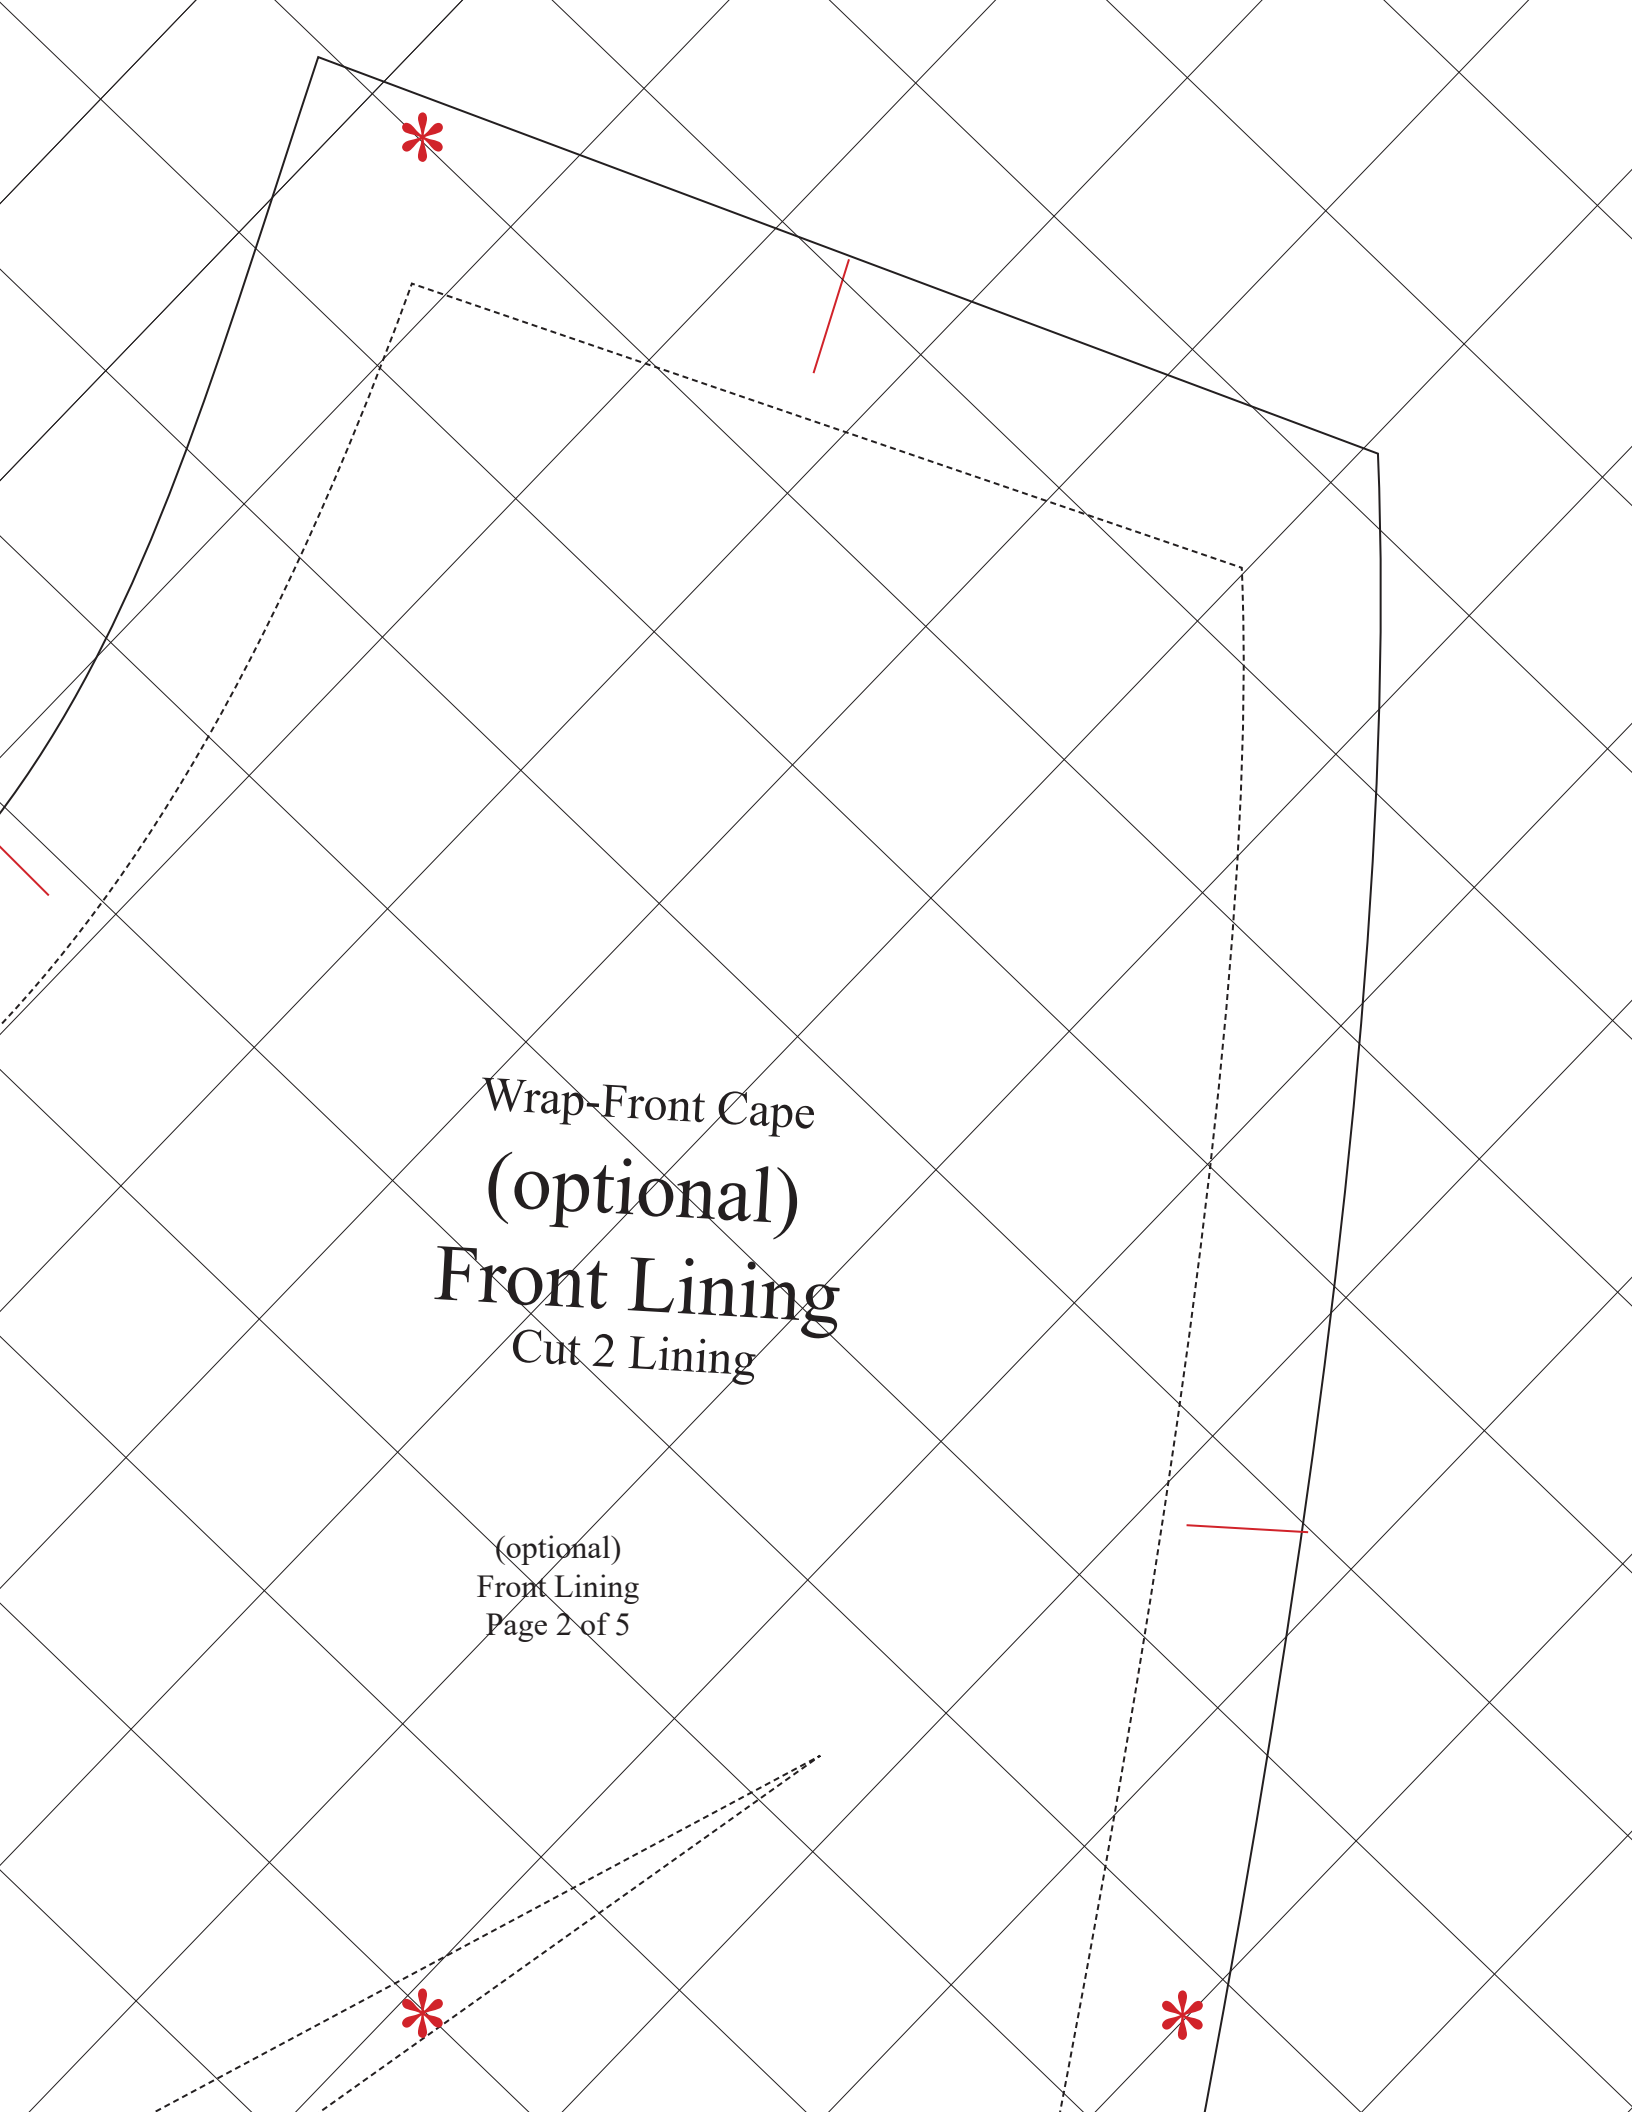 Wrap-Front Cape
(optional)
Front Lining
Cut 2 Lining
(optional)
Front Lining
Page 2 of 5